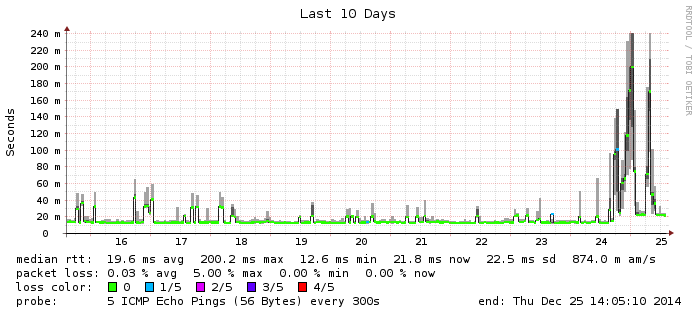 Last 10 Days
RRDTOOL / TOBI OETIKER
Seconds
240 m
220 m
200 m
180 m
160 m
140 m
120 m
100 m
80 m
60 m
40 m
20 m
0
16 17 18 19 20 21 22 23 24 25
median rtt: 19.6 ms avg 200.2 ms max 12.6 ms min 21.8 ms now 22.5 ms sd 874.0 m am/s
packet loss: 0.03 % avg 5.00 % max 0.00 % min 0.00 % now
loss color: 0 1/5 2/5 3/5 4/5
probe: 5 ICMP Echo Pings (56 Bytes) every 300s end: Thu Dec 25 14:05:10 2014